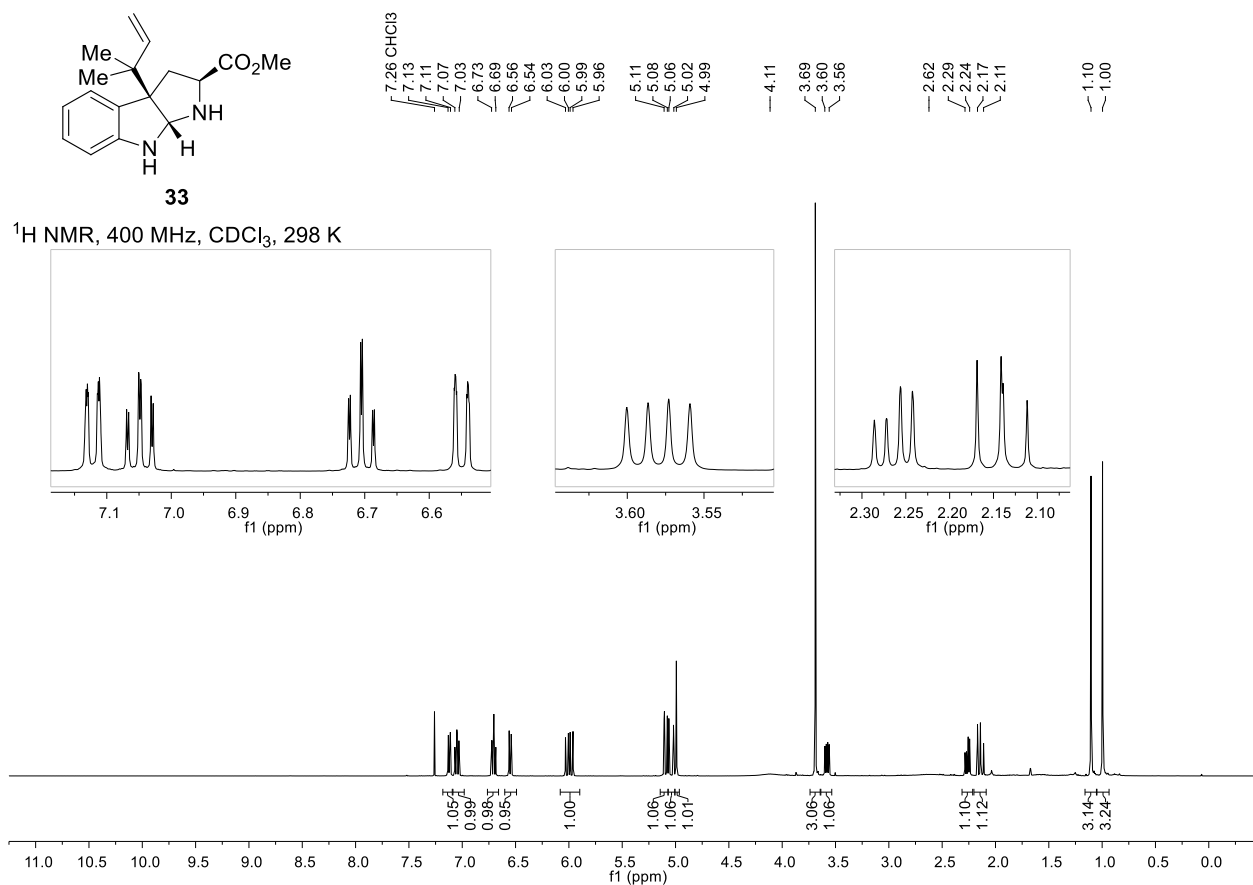 Me
Me
CO2Me
NH
N
H
H
33
1H NMR, 400 MHz, CDCl3, 298 K
7.26 CHCl3
7.13
7.11
7.07
7.03
6.73
6.69
6.56
6.54
6.03
6.00
5.99
5.96
5.11
5.08
5.06
5.02
4.99
4.11
3.69
3.60
3.56
2.62
2.29
2.24
2.17
2.11
1.10
1.00
7.1 7.0 6.9 6.8 6.7 6.6
f1 (ppm)
3.60 3.55
f1 (ppm)
2.30 2.25 2.20 2.15 2.10
f1 (ppm)
1.05
0.99
0.98
0.95
1.00
1.06
1.06
1.01
3.06
1.06
1.10
1.12
3.14
3.24
11.0 10.5 10.0 9.5 9.0 8.5 8.0 7.5 7.0 6.5 6.0 5.5 5.0 4.5 4.0 3.5 3.0 2.5 2.0 1.5 1.0 0.5 0.0
f1 (ppm)